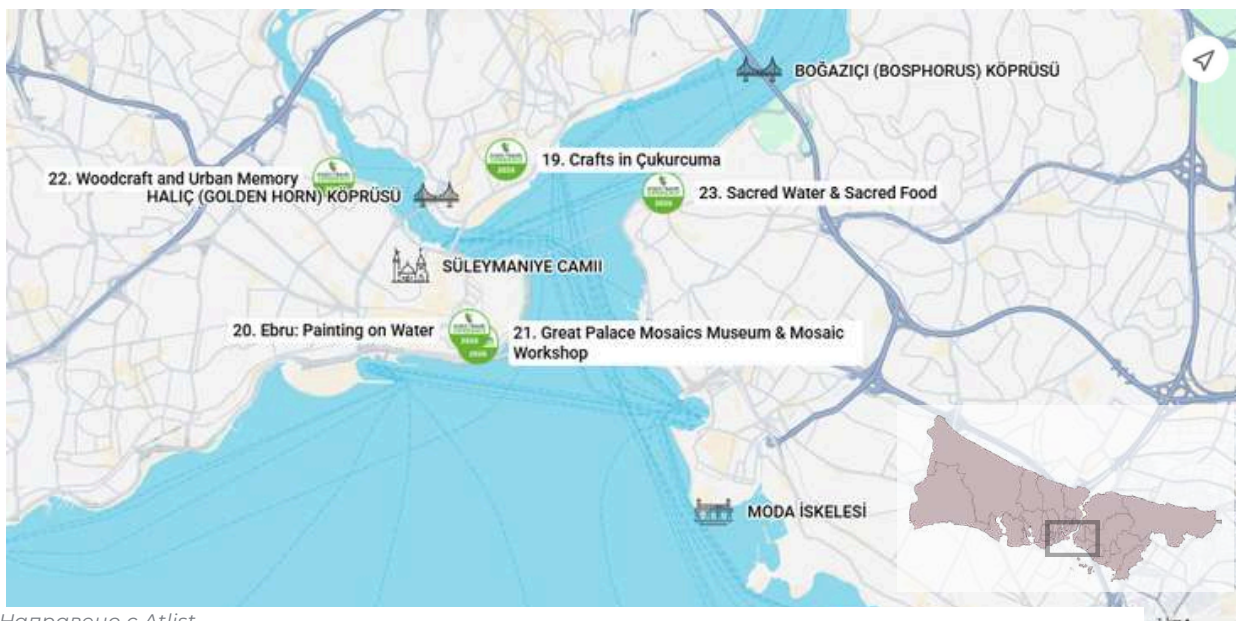 BOĞAZIÇI (BOSPHORUS) KÖPRÜSÜ
19. Crafts in Çukurcuma
22. Woodcraft and Urban Memory
HALIÇ (GOLDEN HORN) KÖPRÜSÜ
23. Sacred Water & Sacred Food
SÜLEYMANIYE CAMII
20. Ebru: Painting on Water
21. Great Palace Mosaics Museum & Mosaic
Workshop
MODA İSKELESİ
Направено с Atlist